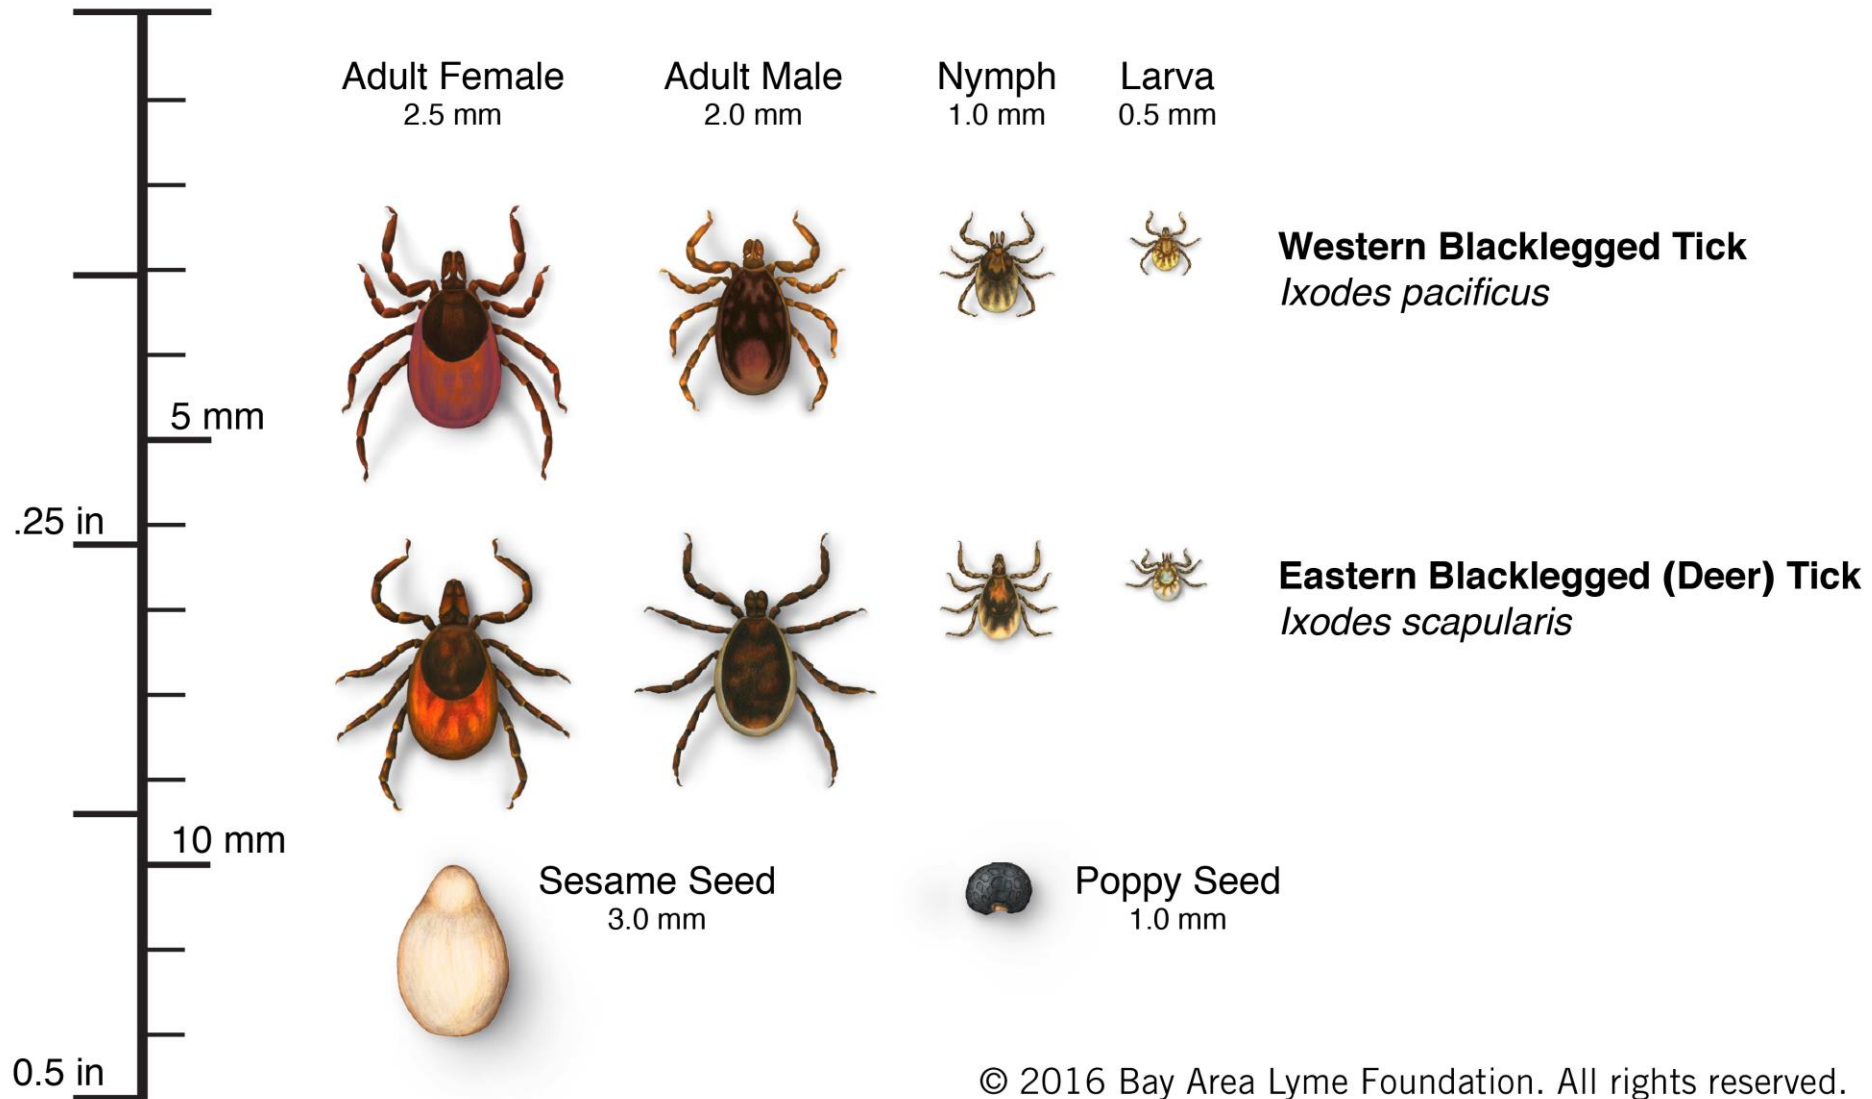 Adult Female
2.5 mm
Adult Male
2.0 mm
Nymph
1.0 mm
Larva
0.5 mm
Western Blacklegged Tick
Ixodes pacificus
5 mm
.25 in
Eastern Blacklegged (Deer) Tick
Ixodes scapularis
10 mm
Sesame Seed
3.0 mm
Poppy Seed
1.0 mm
0.5 in
© 2016 Bay Area Lyme Foundation. All rights reserved.